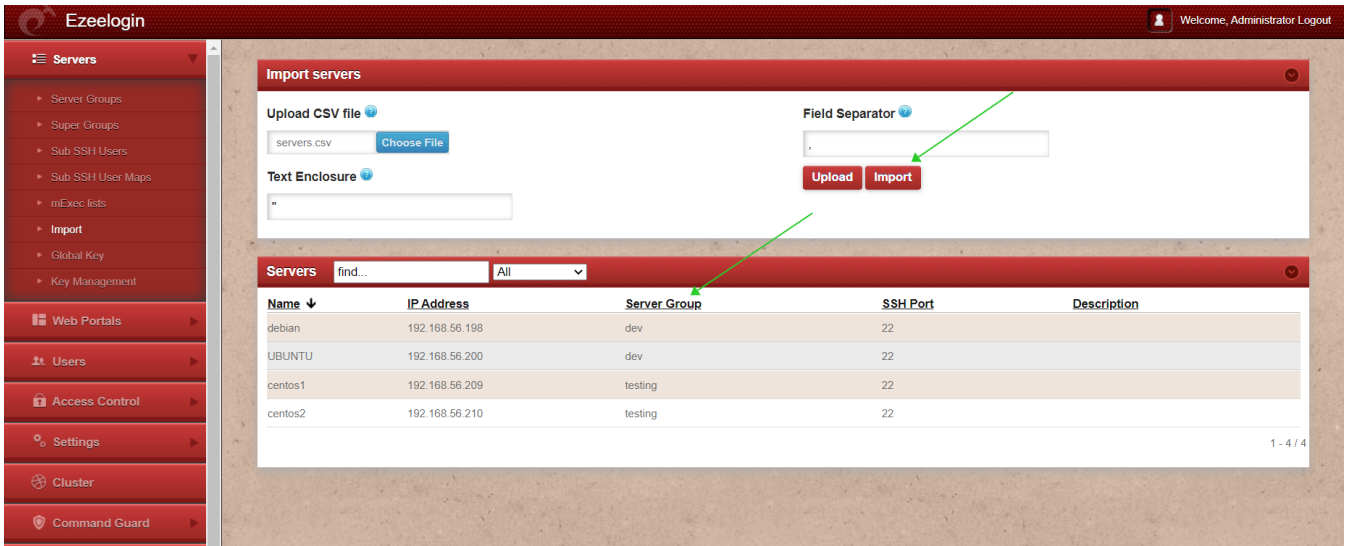 Ezeelogin
Welcome, Administrator Logout
Servers
Server Groups
Super Groups
Sub SSH Users
Sub SSH User Maps
mExec lists
Import
Global Key
Key Management
Web Portals
Users
Access Control
Settings
Cluster
Command Guard
Import servers
Upload CSV file ?
servers.csv Choose File
Text Enclosure ?
"
Field Separator ?
,
Upload Import
Servers find... All
Name IP Address Server Group SSH Port Description
debian 192.168.56.198 dev 22
UBUNTU 192.168.56.200 dev 22
centos1 192.168.56.209 testing 22
centos2 192.168.56.210 testing 22
1 - 4 / 4